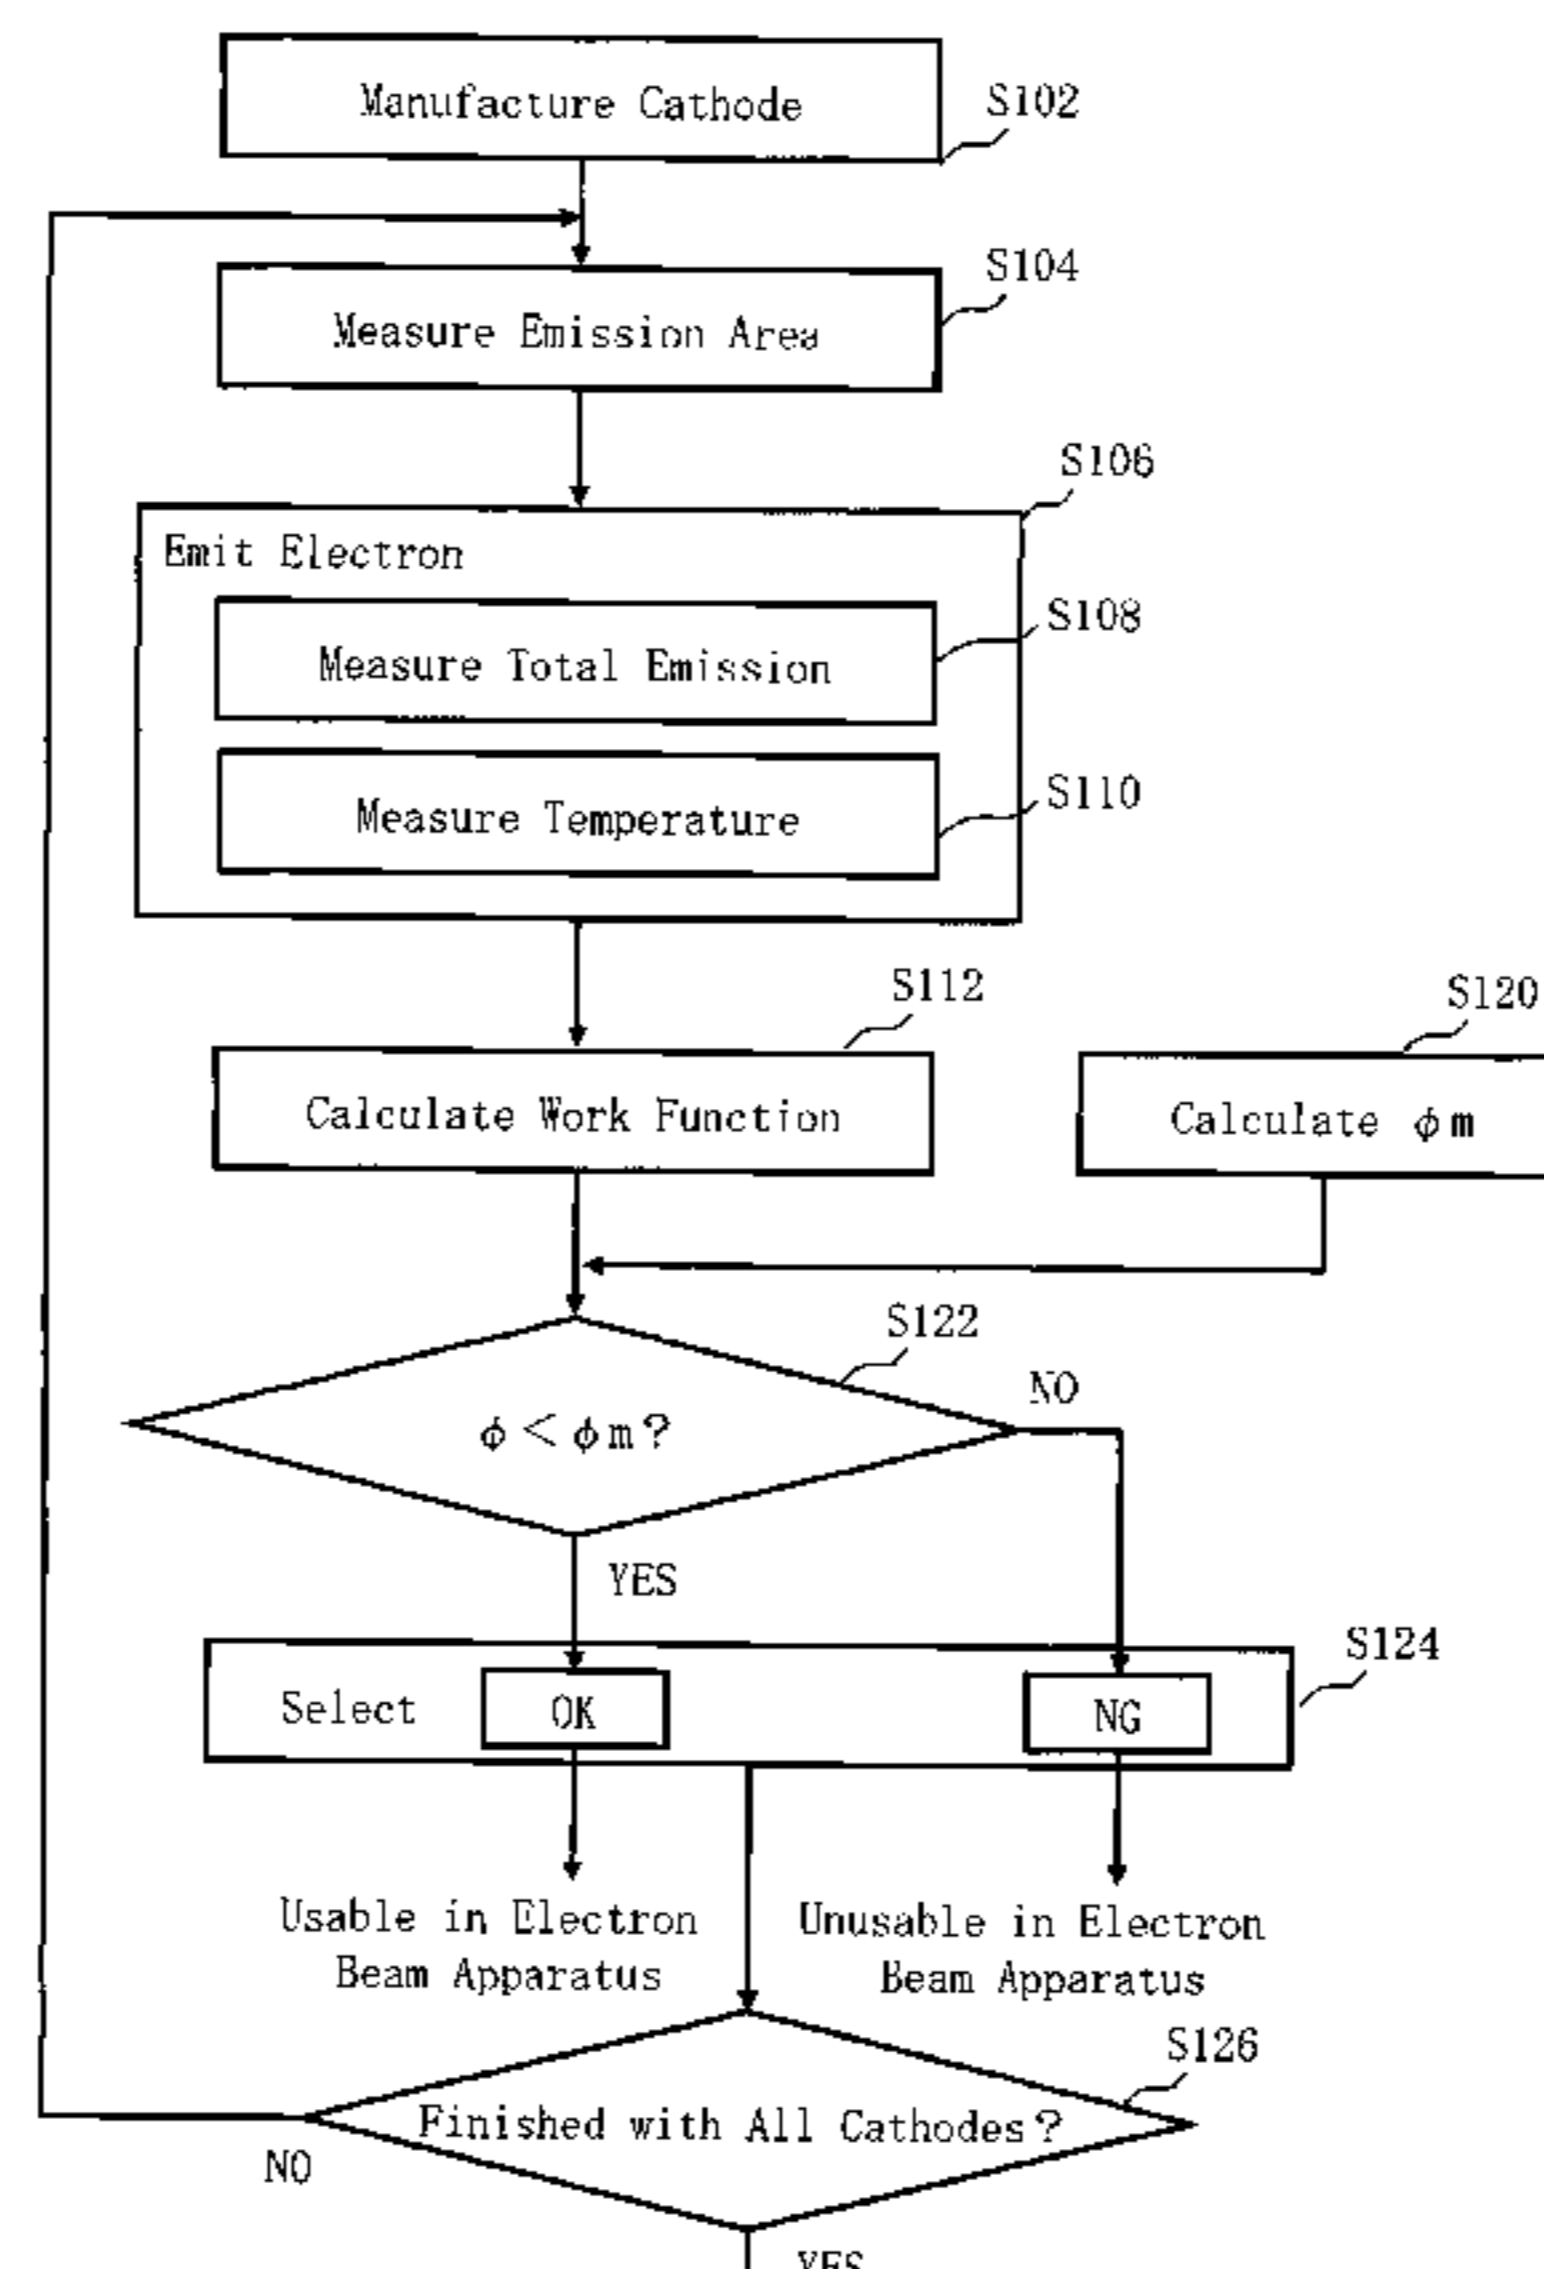 Manufacture Cathode
S102
S104
Measure Emission Area
S106
Emit Electron
S108
Measure Total Emission
S110
Measure Temperature
S112
S120
Calculate Work Function
Calculate φm
S122
NO
φ<φm?
YES
S124
Select
OK
NG
Usable in Electron
Beam Apparatus
Unusable in Electron
Beam Apparatus
S126
Finished with All Cathodes?
NO
YES